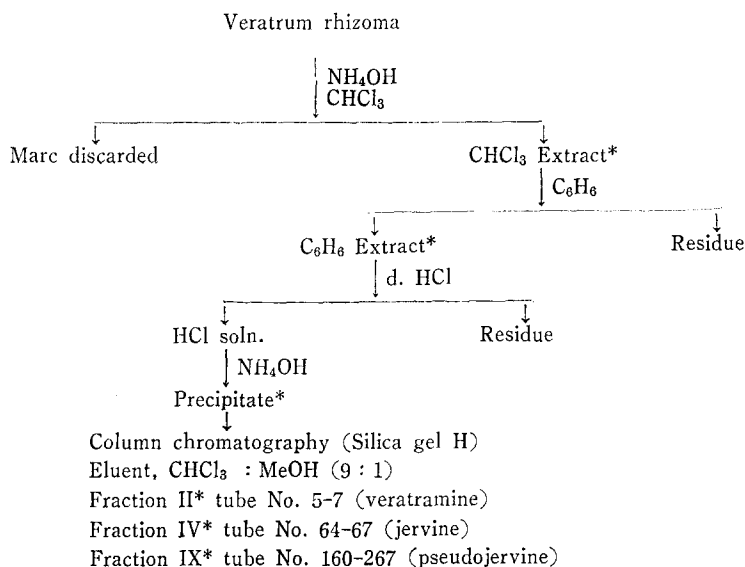 Veratrum rhizoma
NH₄OH
CHCl₃
Marc discarded
CHCl₃ Extract*
C₆H₆
C₆H₆ Extract*
Residue
d. HCl
HCl soln.
Residue
NH₄OH
Precipitate*
Column chromatography (Silica gel H)
Eluent, CHCl₃ : MeOH (9 : 1)
Fraction II* tube No. 5-7 (veratramine)
Fraction IV* tube No. 64-67 (jervine)
Fraction IX* tube No. 160-267 (pseudojervine)